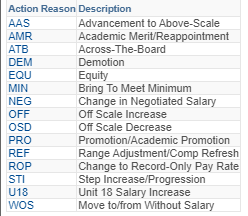 Action Reason Description
AAS Advancement to Above-Scale
AMR Academic Merit/Reappointment
ATB Across-The-Board
DEM Demotion
EQU Equity
MIN Bring To Meet Minimum
NEG Change in Negotiated Salary
OFF Off Scale Increase
OSD Off Scale Decrease
PRO Promotion/Academic Promotion
REF Range Adjustment/Comp Refresh
ROP Change to Record-Only Pay Rate
STI Step Increase/Progression
U18 Unit 18 Salary Increase
WOS Move to/from Without Salary